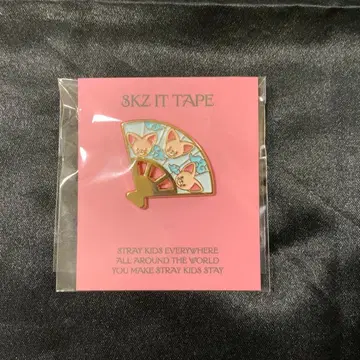 SKZ IT TAPE
STRAY KIDS EVERYWHERE
ALL AROUND THE WORLD
YOU MAKE STRAY KIDS STAY